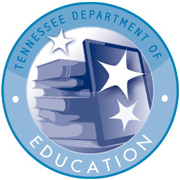 TENNESSEE DEPARTMENT OF
EDUCATION